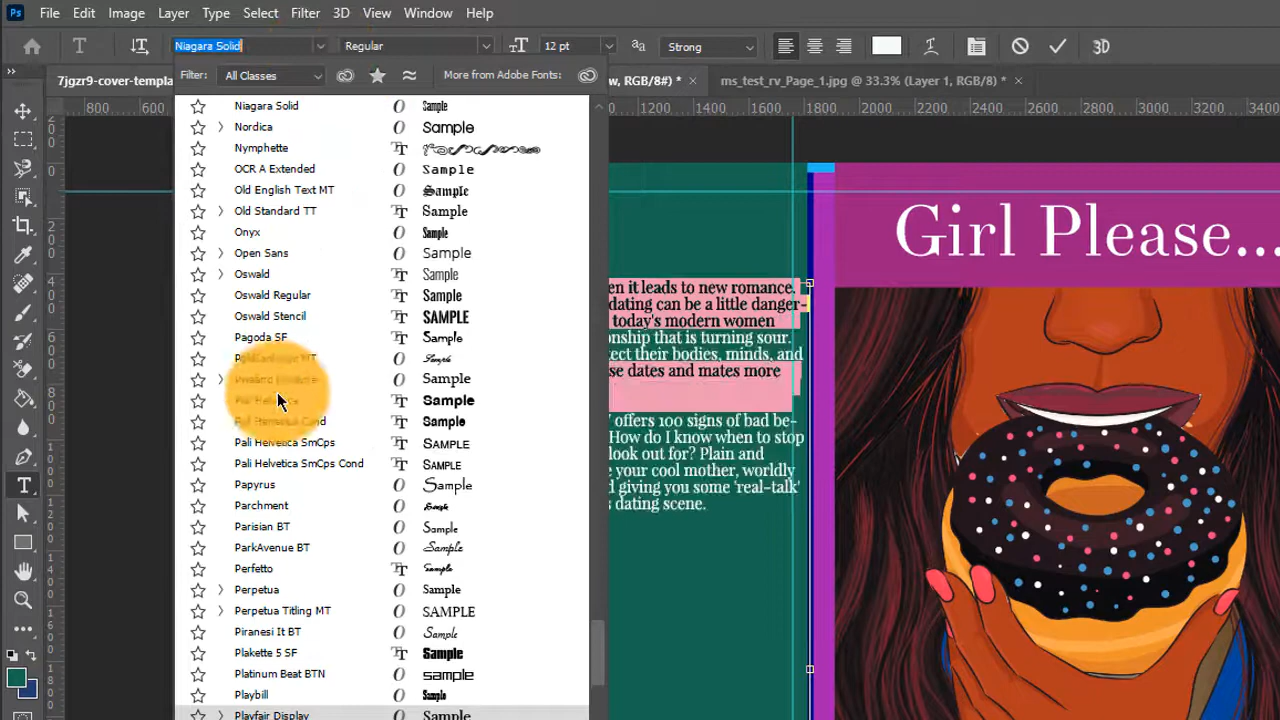 Ps File Edit Image Layer Type Select Filter 3D View Window Help
Niagara Solid Regular 12 pt Strong 3D
7jgzr9-cover-templa w, RGB/8#) * × ms_test_rv_Page_1.jpg @ 33.3% (Layer 1, RGB/8) * ×
Filter: All Classes More from Adobe Fonts:
800 600 1200 1400 1600 1800 2000 2200 2400 2600 2800 3000 3200 3400
Niagara Solid Sample
Nordica Sample
Nymphette
OCR A Extended Sample
Old English Text MT Sample
Old Standard TT Sample
Onyx Sample
Open Sans Sample
Oswald Sample
Oswald Regular Sample
Oswald Stencil SAMPLE
Pagoda SF Sample
Sample
Sample
Sample
Cond Sample
Pali Helvetica SmCps SAMPLE
Pali Helvetica SmCps Cond SAMPLE
Papyrus Sample
Parchment Sample
Parisian BT Sample
ParkAvenue BT Sample
Perfetto Sample
Perpetua Sample
Perpetua Titling MT SAMPLE
Piranesi It BT Sample
Plakette 5 SF Sample
Platinum Beat BTN Sample
Playbill Sample
Playfair Display Sample
en it leads to new romance.
dating can be a little danger-
today's modern women
onship that is turning sour.
tect their bodies, minds, and
se dates and mates more
offers 100 signs of bad be-
How do I know when to stop
look out for? Plain and
e your cool mother, worldly
d giving you some 'real-talk'
s dating scene.
Girl Please...